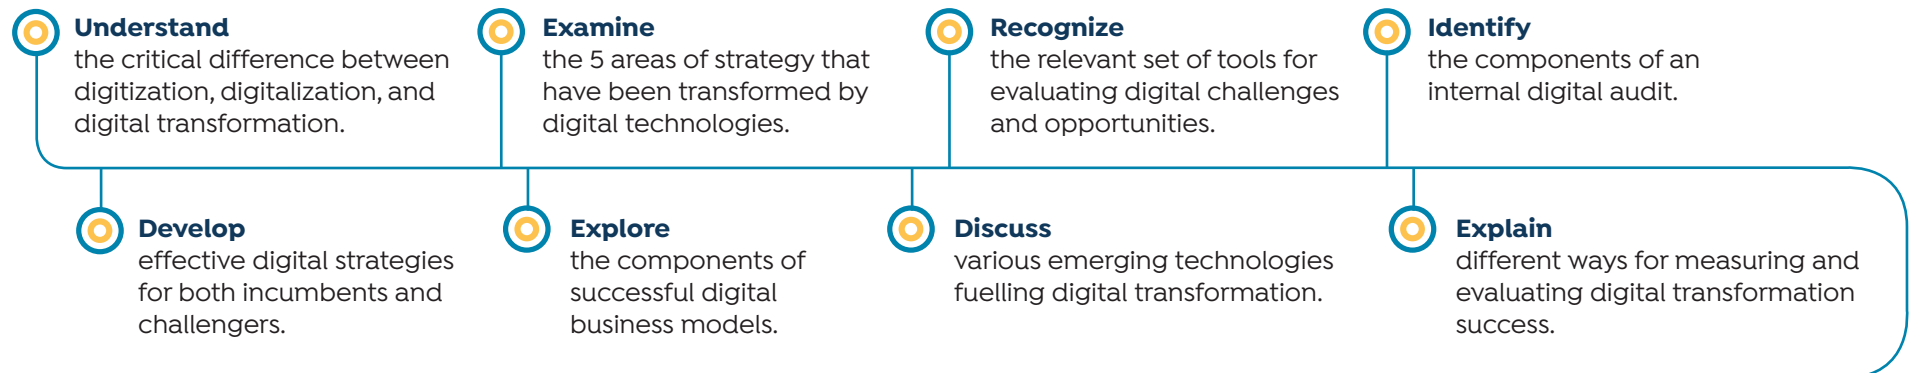 Understand
the critical difference between
digitization, digitalization, and
digital transformation.
Examine
the 5 areas of strategy that
have been transformed by
digital technologies.
Recognize
the relevant set of tools for
evaluating digital challenges
and opportunities.
Identify
the components of an
internal digital audit.
Develop
effective digital strategies
for both incumbents and
challengers.
Explore
the components of
successful digital
business models.
Discuss
various emerging technologies
fuelling digital transformation.
Explain
different ways for measuring and
evaluating digital transformation
success.